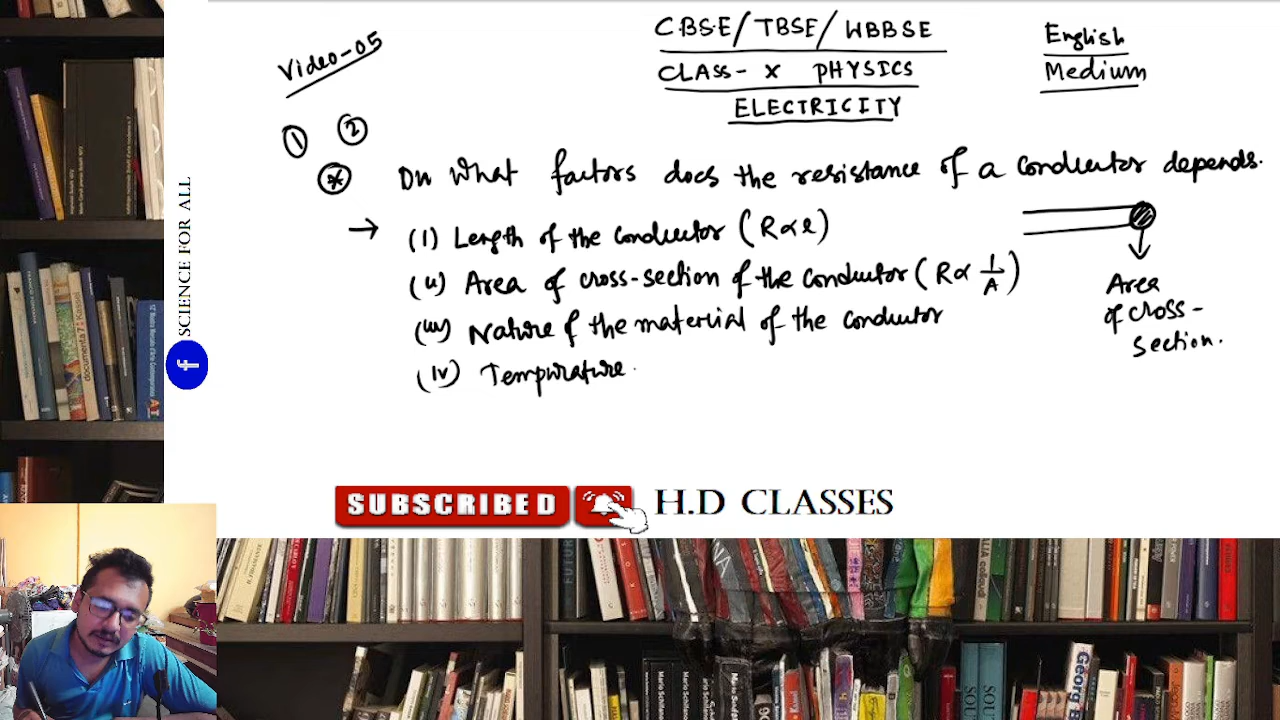 Video-05
CBSE/TBSE/WBBSE
CLASS- X PHYSICS
ELECTRICITY
English
Medium
① ②
* On What factors does the resistance of a conductor depends.
→ (i) Length of the conductor (R∝l)
(ii) Area of cross-section of the conductor (R∝ 1/A)
(iii) Nature of the material of the conductor
(iv) Temperature.
Area
of cross-
section.
SCIENCE FOR ALL
f
SUBSCRIBED
H.D CLASSES